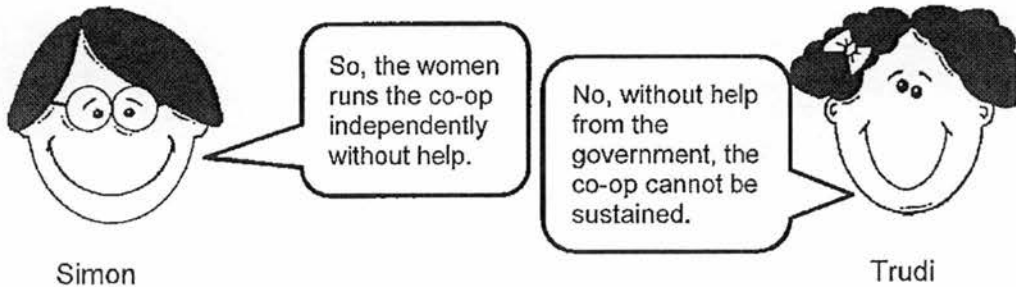 So, the women
runs the co-op
independently
without help.
No, without help
from the
government, the
co-op cannot be
sustained.
Simon
Trudi